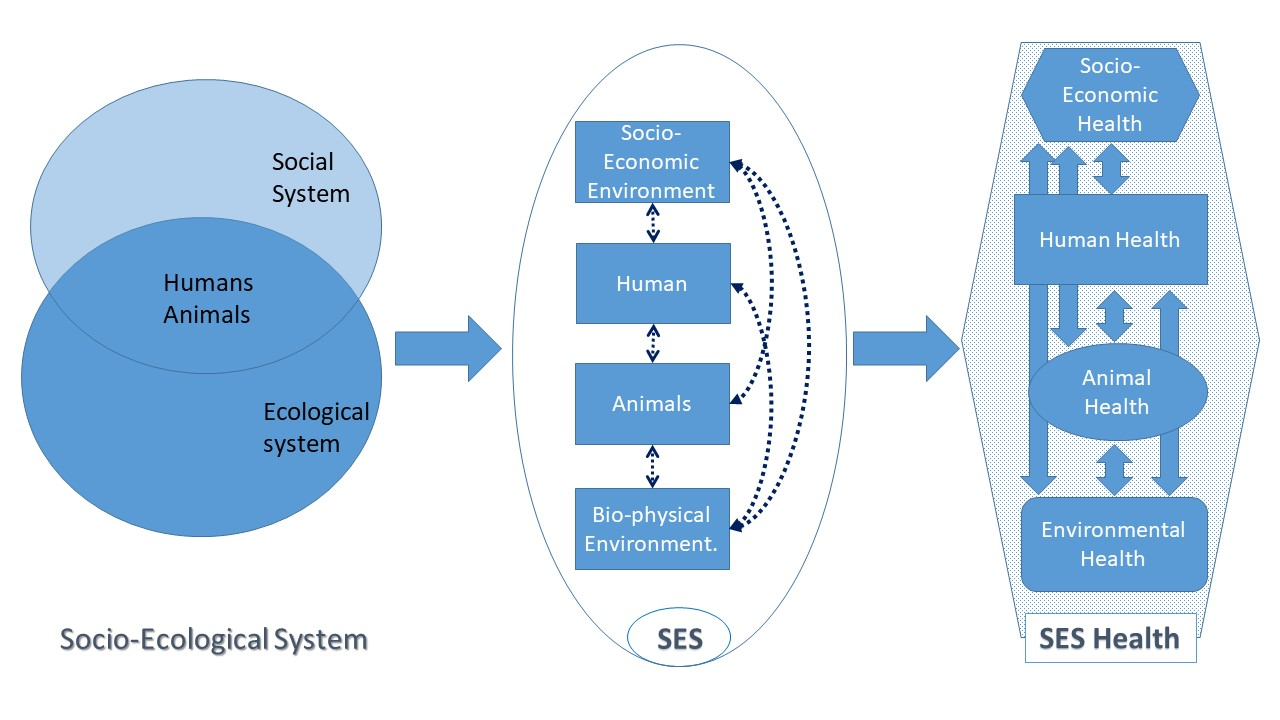 Social
System
Humans
Animals
Ecological
system
Socio-Ecological System
Socio-
Economic
Environment
Human
Animals
Bio-physical
Environment.
SES
Socio-
Economic
Health
Human Health
Animal
Health
Environmental
Health
SES Health